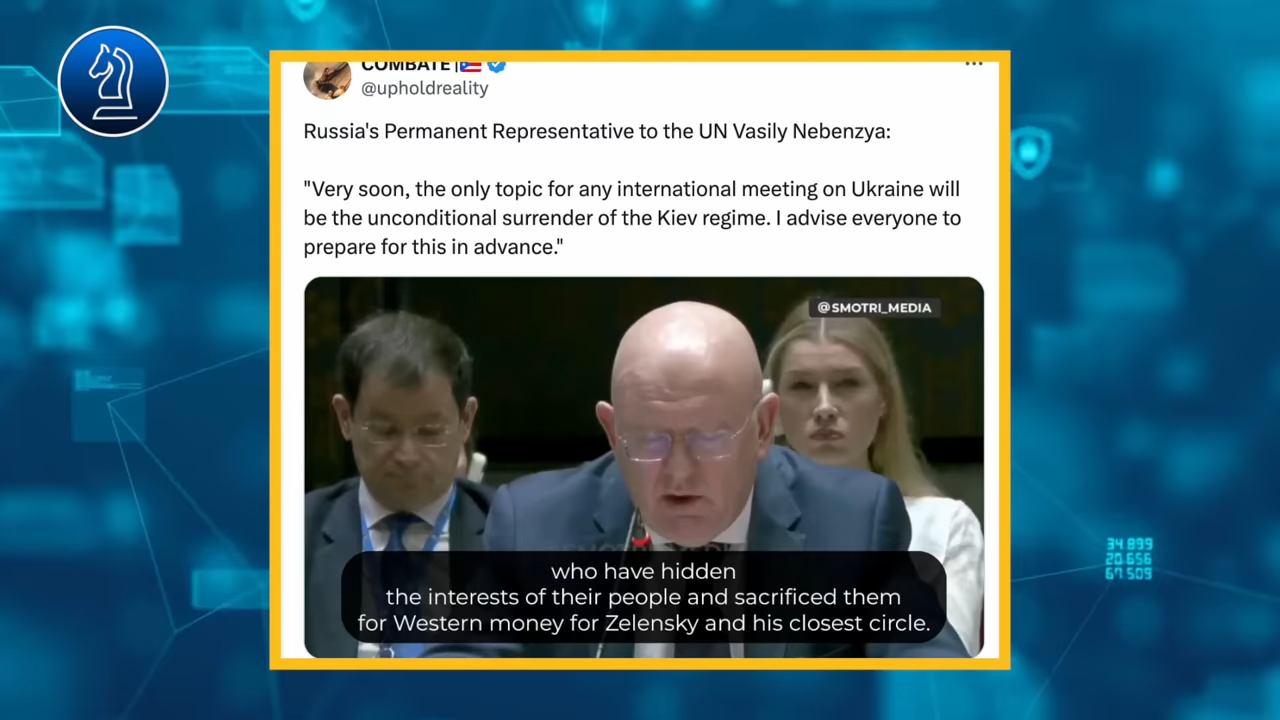 COMBATE |🇵🇷
@upholdreality
Russia's Permanent Representative to the UN Vasily Nebenzya:
"Very soon, the only topic for any international meeting on Ukraine will
be the unconditional surrender of the Kiev regime. I advise everyone to
prepare for this in advance."
@SMOTRI_MEDIA
who have hidden
the interests of their people and sacrificed them
for Western money for Zelensky and his closest circle.
34 899
20 656
67 509